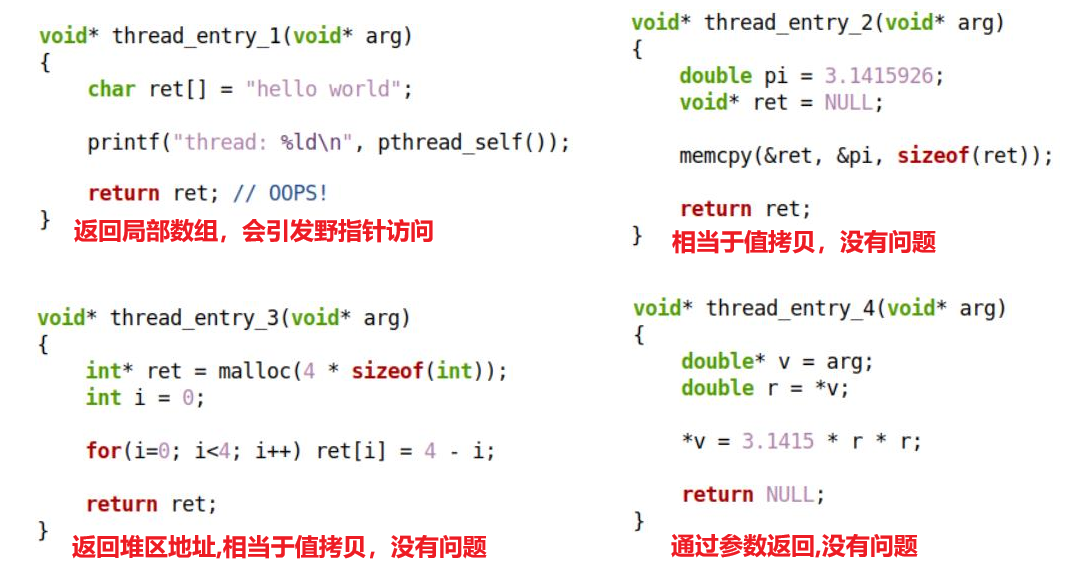 void* thread_entry_1(void* arg)
{
    char ret[] = "hello world";
    printf("thread: %ld\n", pthread_self());
    return ret; // OOPS!
}
返回局部数组，会引发野指针访问
void* thread_entry_2(void* arg)
{
    double pi = 3.1415926;
    void* ret = NULL;
    memcpy(&ret, &pi, sizeof(ret));
    return ret;
}
相当于值拷贝，没有问题
void* thread_entry_3(void* arg)
{
    int* ret = malloc(4 * sizeof(int));
    int i = 0;
    for(i=0; i<4; i++) ret[i] = 4 - i;
    return ret;
}
返回堆区地址,相当于值拷贝，没有问题
void* thread_entry_4(void* arg)
{
    double* v = arg;
    double r = *v;
    *v = 3.1415 * r * r;
    return NULL;
}
通过参数返回,没有问题